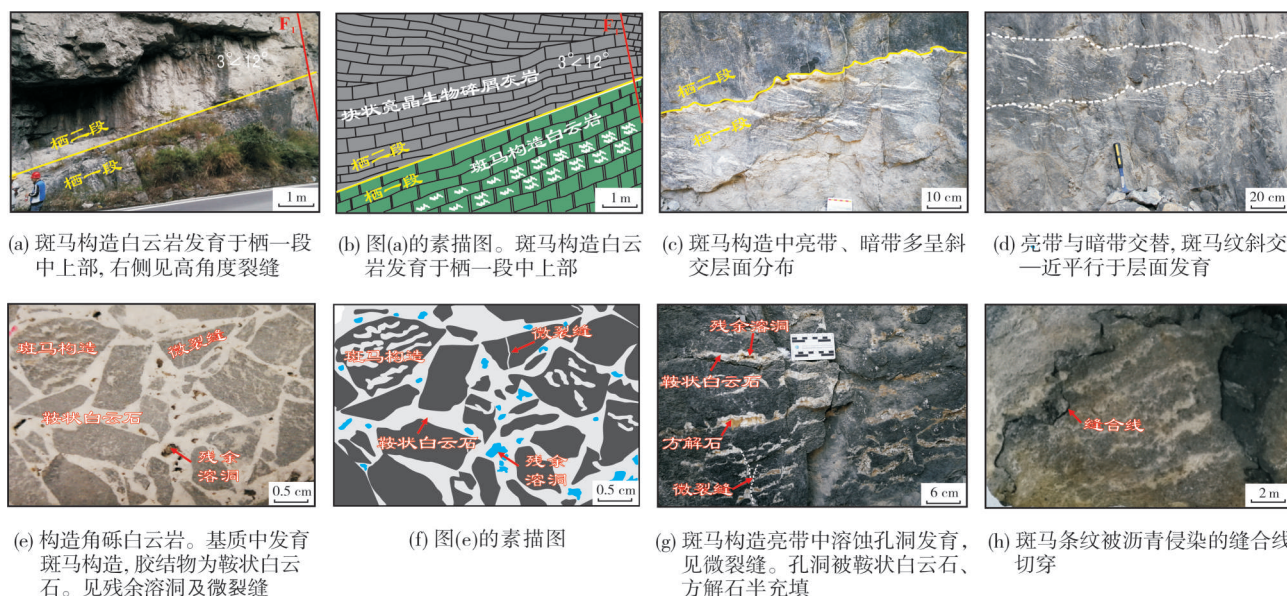 F₁
3°∠12°
栖二段
栖一段
1 m
F₁
3°∠12°
块状亮晶生物碎屑灰岩
栖二段
栖一段
斑马构造白云岩
1 m
栖二段
栖一段
10 cm
20 cm
(a) 斑马构造白云岩发育于栖一段
中上部, 右侧见高角度裂缝
(b) 图(a)的素描图。斑马构造白云
岩发育于栖一段中上部
(c) 斑马构造中亮带、暗带多呈斜
交层面分布
(d) 亮带与暗带交替, 斑马纹斜交
—近平行于层面发育
斑马构造
微裂缝
鞍状白云石
残余
溶洞
0.5 cm
微裂缝
斑马构造
鞍状白云石
残余
溶洞
0.5 cm
残余溶洞
鞍状白云石
方解石
微裂缝
6 cm
缝合线
2 m
(e) 构造角砾白云岩。基质中发育
斑马构造, 胶结物为鞍状白云
石。见残余溶洞及微裂缝
(f) 图(e)的素描图
(g) 斑马构造亮带中溶蚀孔洞发育,
见微裂缝。孔洞被鞍状白云石、
方解石半充填
(h) 斑马条纹被沥青侵染的缝合线
切穿